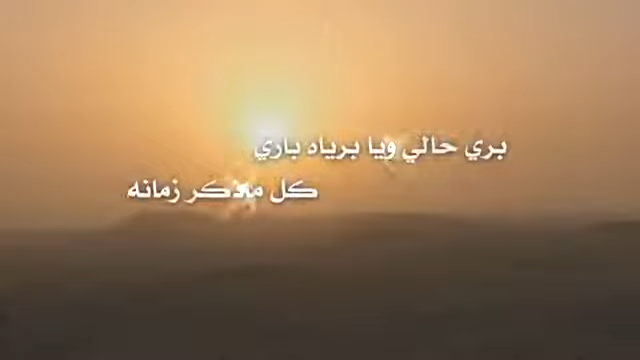 بري حالي ويا برياه باري
كل مذكر زمانه